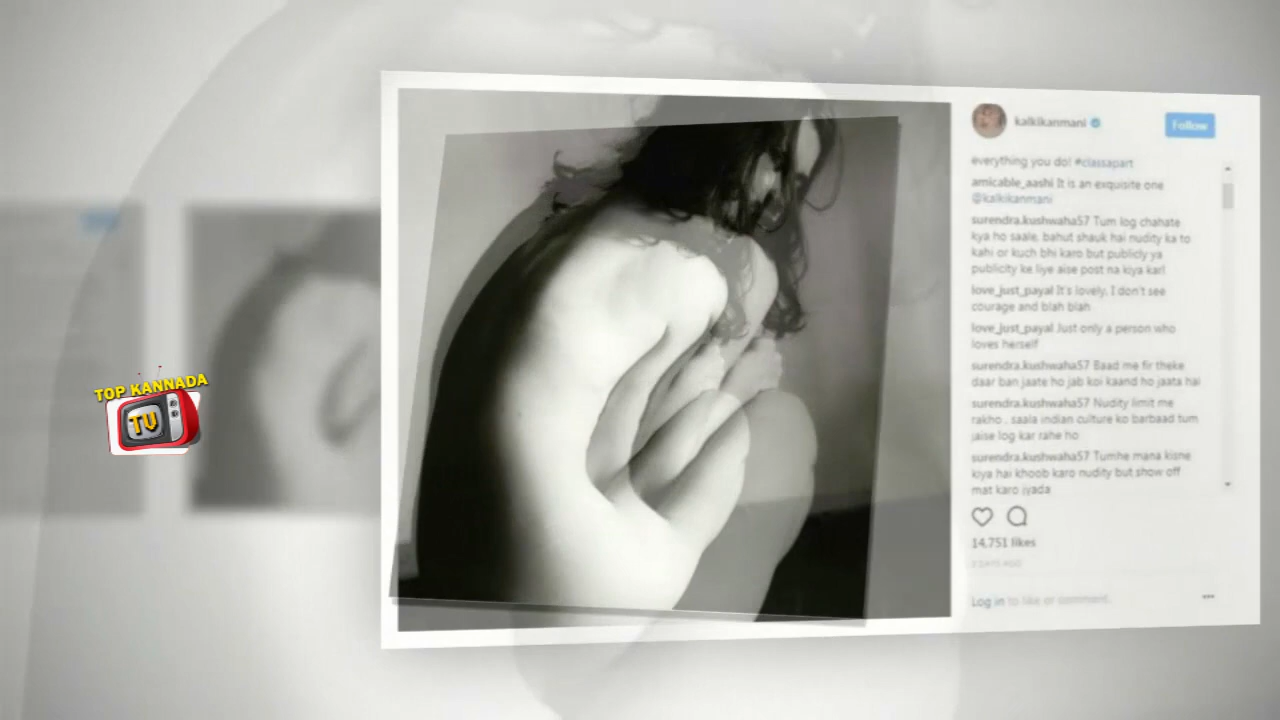 TOP KANNADA
TV
kalkikanmani
Follow
everything you do! #classapart
amicable_aashi It is an exquisite one
@kalkikanmani
surendra.kushwaha57 Tum log chahate
kya ho saale, bahut shauk hai nudity ka to
kahi or kuch bhi karo but publicly ya
publicity ke liye aise post na kiya kar!
love_just_payal It's lovely. I don't see
courage and blah blah
love_just_payal Just only a person who
loves herself
surendra.kushwaha57 Baad me fir theke
daar ban jaate ho jab koi kaand ho jaata hai
surendra.kushwaha57 Nudity limit me
rakho . saala indian culture ko barbaad tum
jaise log kar rahe ho
surendra.kushwaha57 Tumhe mana kisne
kiya hai khoob karo nudity but show off
mat karo jyada
14,751 likes
2 DAYS AGO
Log in to like or comment.